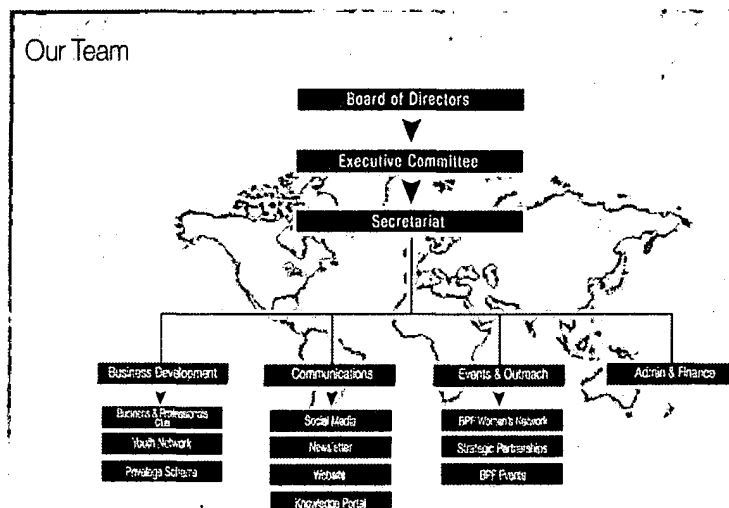 Our Team
Board of Directors
Executive Committee
Secretariat
Business Development
Communications
Events & Outreach
Admin & Finance
Business & Professionals
Club
Youth Network
Privelege Scheme
Social Media
Newsletter
Website
Knowledge Portal
BPF Women's Network
Strategic Partnerships
BPF Events